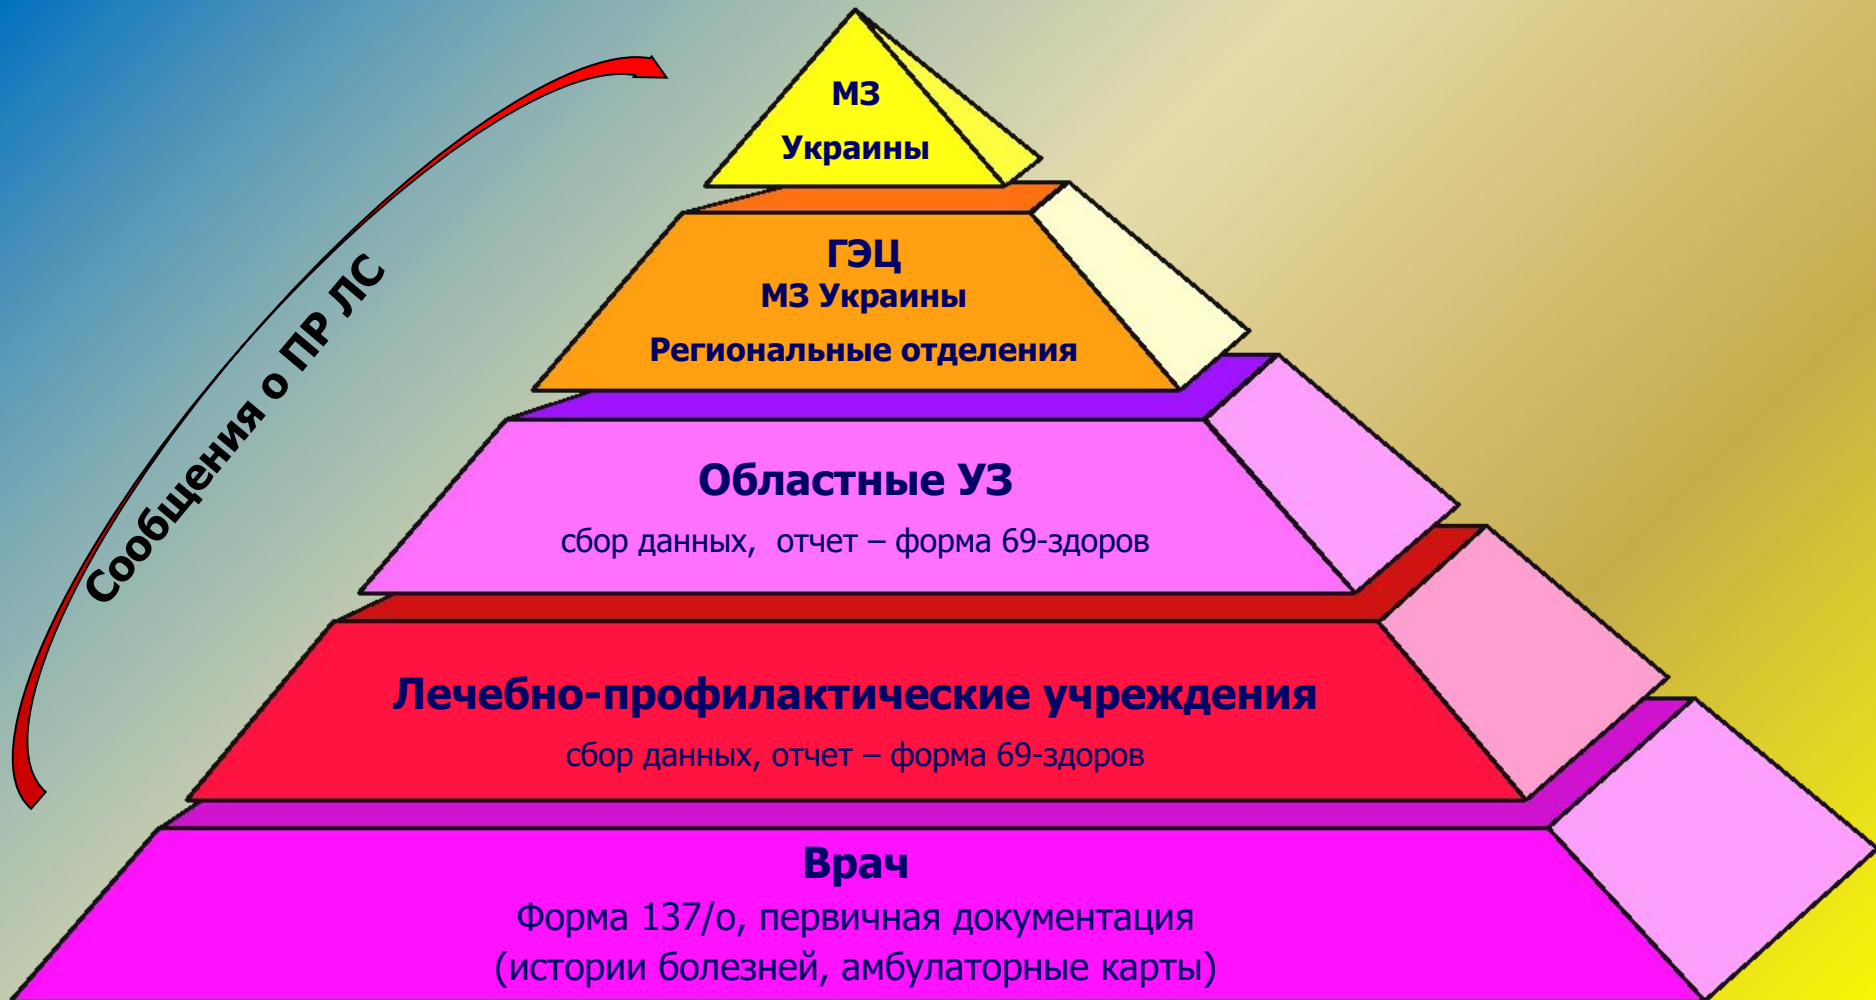 МЗ
Украины
ГЭЦ
МЗ Украины
Региональные отделения
Сообщения о ПР ЛС
Областные УЗ
сбор данных,  отчет – форма 69-здоров
Лечебно-профилактические учреждения
сбор данных, отчет – форма 69-здоров
Врач
Форма 137/о, первичная документация
(истории болезней, амбулаторные карты)